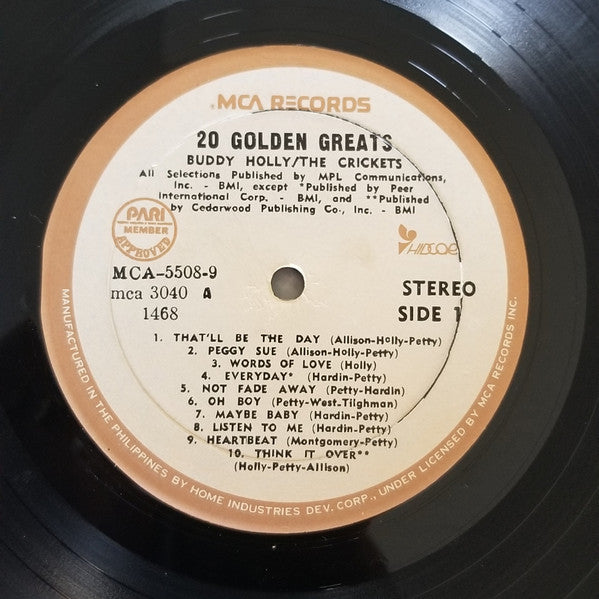 MCA RECORDS
20 GOLDEN GREATS
BUDDY HOLLY/THE CRICKETS
All Selections Published by MPL Communications,
Inc. - BMI, except *Published by Peer
International Corp. - BMI, and **Published
by Cedarwood Publishing Co., Inc. - BMI
PARI
MEMBER
APPROVED
MCA-5508-9
mca 3040 A
1468
STEREO
SIDE 1
1. THAT'LL BE THE DAY (Allison-Holly-Petty)
2. PEGGY SUE (Allison-Holly-Petty)
3. WORDS OF LOVE (Holly)
4. EVERYDAY* (Hardin-Petty)
5. NOT FADE AWAY (Petty-Hardin)
6. OH BOY (Petty-West-Tilghman)
7. MAYBE BABY (Hardin-Petty)
8. LISTEN TO ME (Hardin-Petty)
9. HEARTBEAT (Montgomery-Petty)
10. THINK IT OVER**
(Holly-Petty-Allison)
MANUFACTURED IN THE PHILIPPINES BY HOME INDUSTRIES DEV. CORP., UNDER LICENSED BY MCA RECORDS INC.